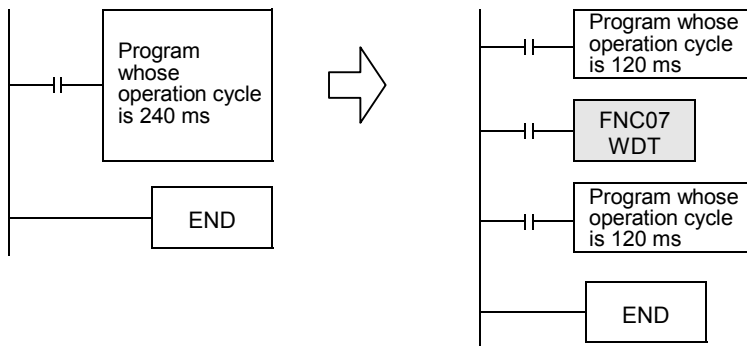 Program
whose
operation cycle
is 240 ms
END
Program whose
operation cycle
is 120 ms
FNC07
WDT
Program whose
operation cycle
is 120 ms
END